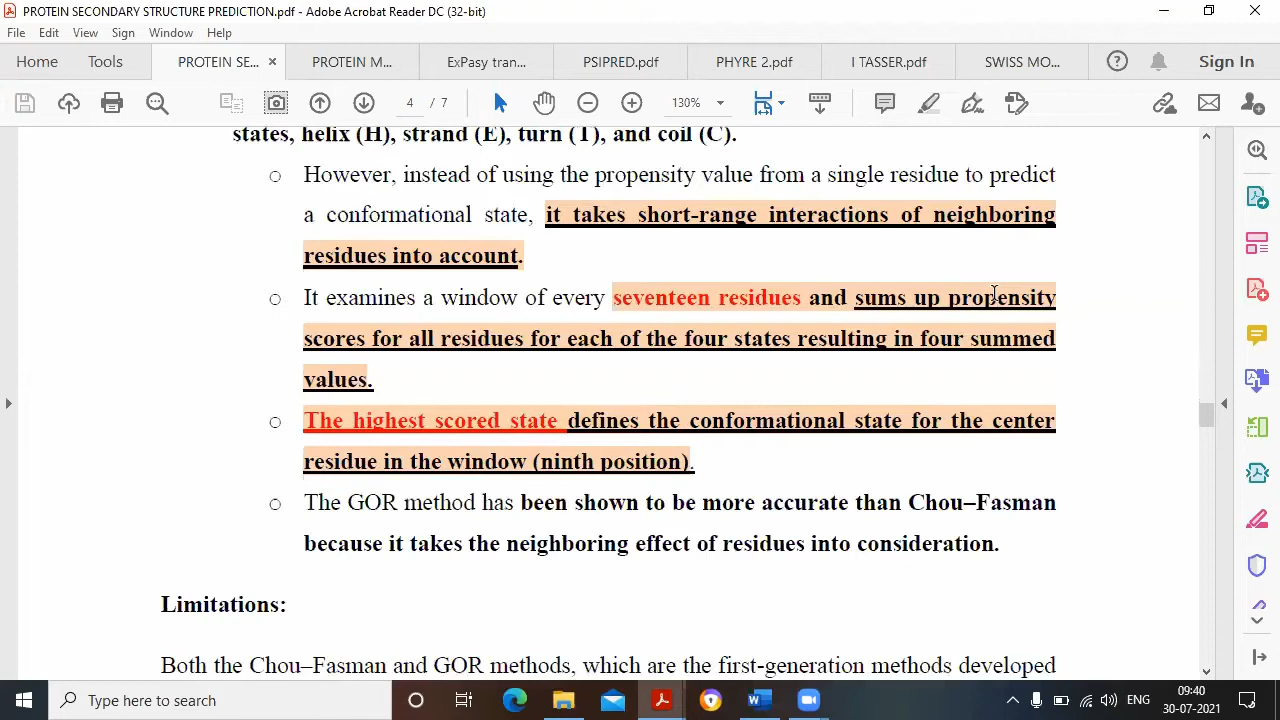 PROTEIN SECONDARY STRUCTURE PREDICTION.pdf - Adobe Acrobat Reader DC (32-bit)
File Edit View Sign Window Help
Home Tools PROTEIN SE... × PROTEIN M... ExPasy tran... PSIPRED.pdf PHYRE 2.pdf I TASSER.pdf SWISS MO... Sign In
4 / 7 130%
states, helix (H), strand (E), turn (T), and coil (C).
o However, instead of using the propensity value from a single residue to predict
a conformational state, it takes short-range interactions of neighboring
residues into account.
o It examines a window of every seventeen residues and sums up propensity
scores for all residues for each of the four states resulting in four summed
values.
o The highest scored state defines the conformational state for the center
residue in the window (ninth position).
o The GOR method has been shown to be more accurate than Chou–Fasman
because it takes the neighboring effect of residues into consideration.
Limitations:
Both the Chou–Fasman and GOR methods, which are the first-generation methods developed
Type here to search
ENG
09:40
30-07-2021